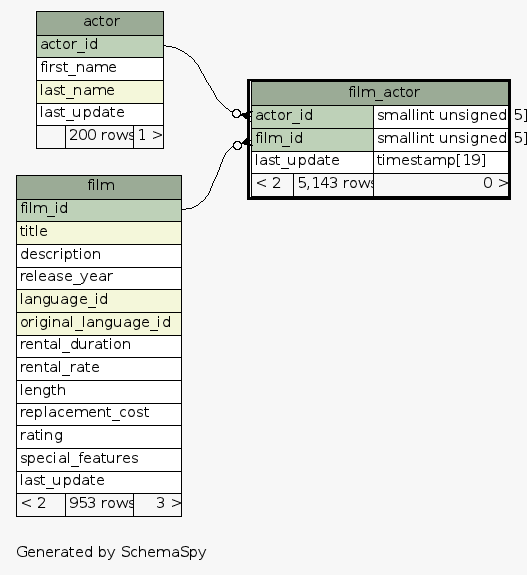 actor
actor_id
first_name
last_name
last_update
200 rows 1 >
film_actor
actor_id smallint unsigned[5]
film_id smallint unsigned[5]
last_update timestamp[19]
< 2 5,143 rows 0 >
film
film_id
title
description
release_year
language_id
original_language_id
rental_duration
rental_rate
length
replacement_cost
rating
special_features
last_update
< 2 953 rows 3 >
Generated by SchemaSpy